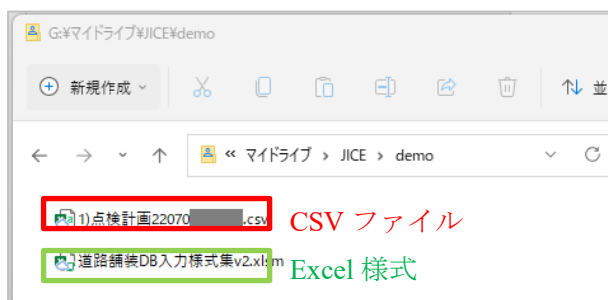 G:¥マイドライブ¥JICE¥demo
新規作成
並
« マイドライブ › JICE › demo
1)点検計画22070 .csv
CSV ファイル
道路舗装DB入力様式集v2.xlsm
Excel 様式